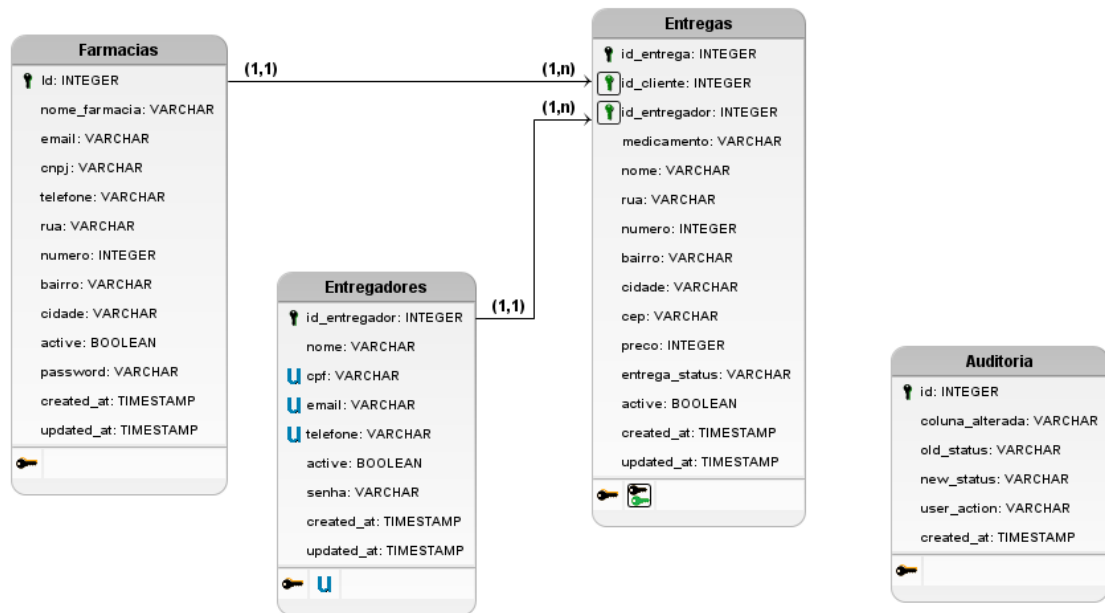 Farmacias
Id: INTEGER
nome_farmacia: VARCHAR
email: VARCHAR
cnpj: VARCHAR
telefone: VARCHAR
rua: VARCHAR
numero: INTEGER
bairro: VARCHAR
cidade: VARCHAR
active: BOOLEAN
password: VARCHAR
created_at: TIMESTAMP
updated_at: TIMESTAMP
(1,1)
(1,n)
(1,n)
(1,1)
Entregadores
id_entregador: INTEGER
nome: VARCHAR
U cpf: VARCHAR
U email: VARCHAR
U telefone: VARCHAR
active: BOOLEAN
senha: VARCHAR
created_at: TIMESTAMP
updated_at: TIMESTAMP
U
Entregas
id_entrega: INTEGER
id_cliente: INTEGER
id_entregador: INTEGER
medicamento: VARCHAR
nome: VARCHAR
rua: VARCHAR
numero: INTEGER
bairro: VARCHAR
cidade: VARCHAR
cep: VARCHAR
preco: INTEGER
entrega_status: VARCHAR
active: BOOLEAN
created_at: TIMESTAMP
updated_at: TIMESTAMP
Auditoria
id: INTEGER
coluna_alterada: VARCHAR
old_status: VARCHAR
new_status: VARCHAR
user_action: VARCHAR
created_at: TIMESTAMP